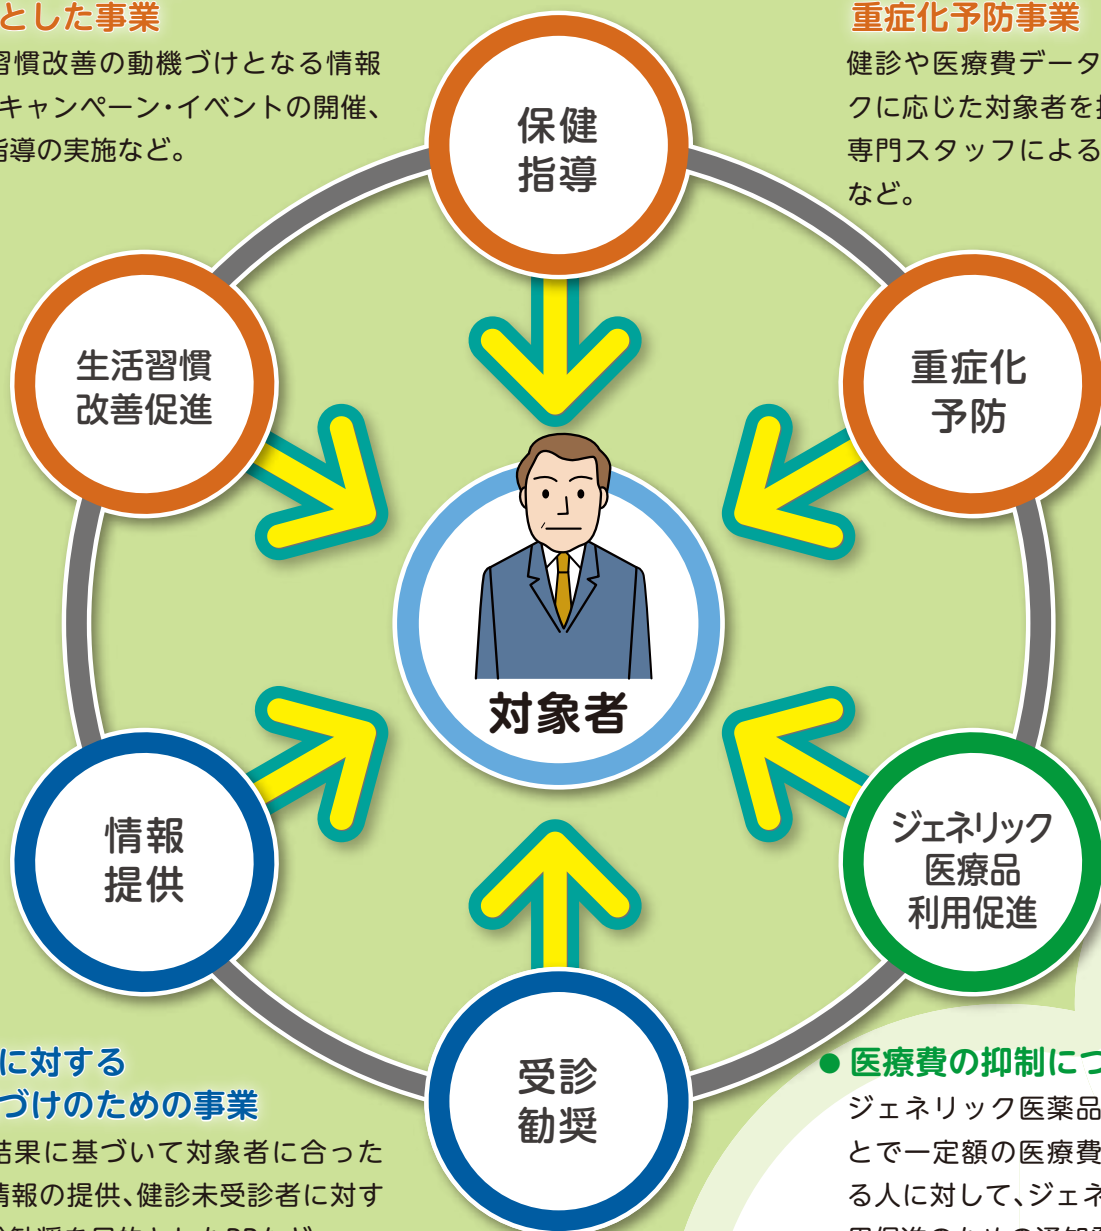 とした事業
習慣改善の動機づけとなる情報
キャンペーン・イベントの開催、
指導の実施など。
重症化予防事業
健診や医療費データ
クに応じた対象者を
専門スタッフによる
など。
保健
指導
生活習慣
改善促進
重症化
予防
対象者
情報
提供
ジェネリック
医療品
利用促進
受診
勧奨
に対する
づけのための事業
結果に基づいて対象者に合った
情報の提供、健診未受診者に対す
● 医療費の抑制につ
ジェネリック医薬品
とで一定額の医療費
る人に対して、ジェネ